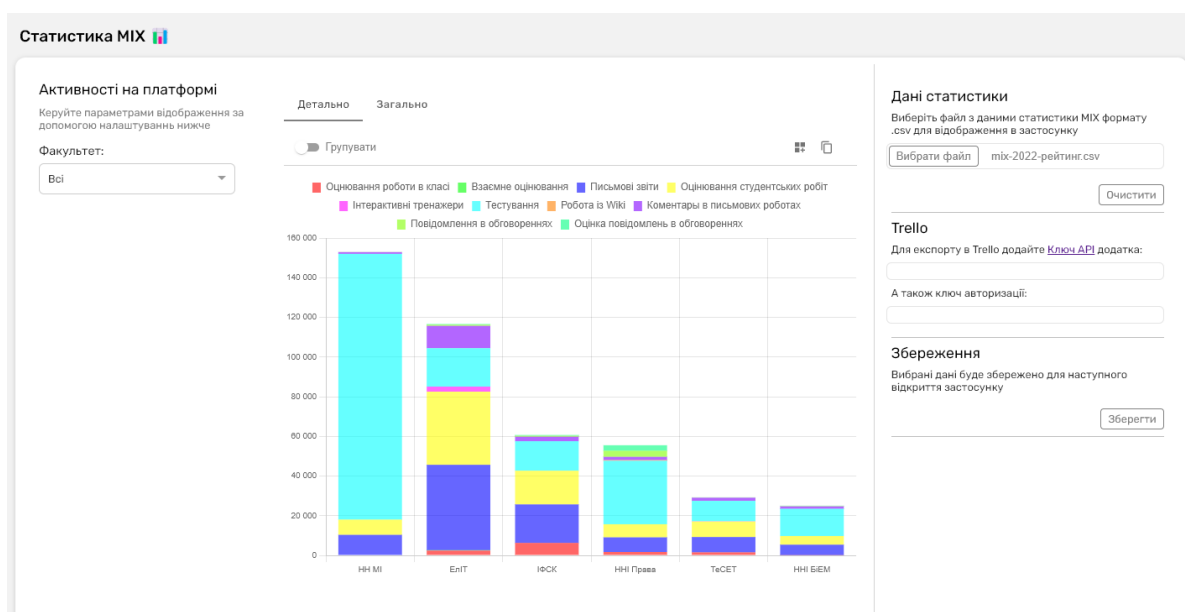 Статистика MIX
Активності на платформі
Керуйте параметрами відображення за
допомогою налаштуваннь нижче
Факультет:
Всі
Детально Загально
Групувати
Оцнювання роботи в класі Взаємне оцінювання Письмові звіти Оцінювання студентських робіт
Інтерактивні тренажери Тестування Робота із Wiki Коментары в письмових роботах
Повідомлення в обговореннях Оцінка повідомлень в обговореннях
160 000
140 000
120 000
100 000
80 000
60 000
40 000
20 000
0
НН МІ ЕлІТ ІФСК ННІ Права ТеСЕТ ННІ БіЕМ
Дані статистики
Виберіть файл з даними статистики MIX формату
.csv для відображення в застосунку
Вибрати файл mix-2022-рейтинг.csv
Очистити
Trello
Для експорту в Trello додайте Ключ API додатка:
А також ключ авторизації:
Збереження
Вибрані дані буде збережено для наступного
відкриття застосунку
Зберегти